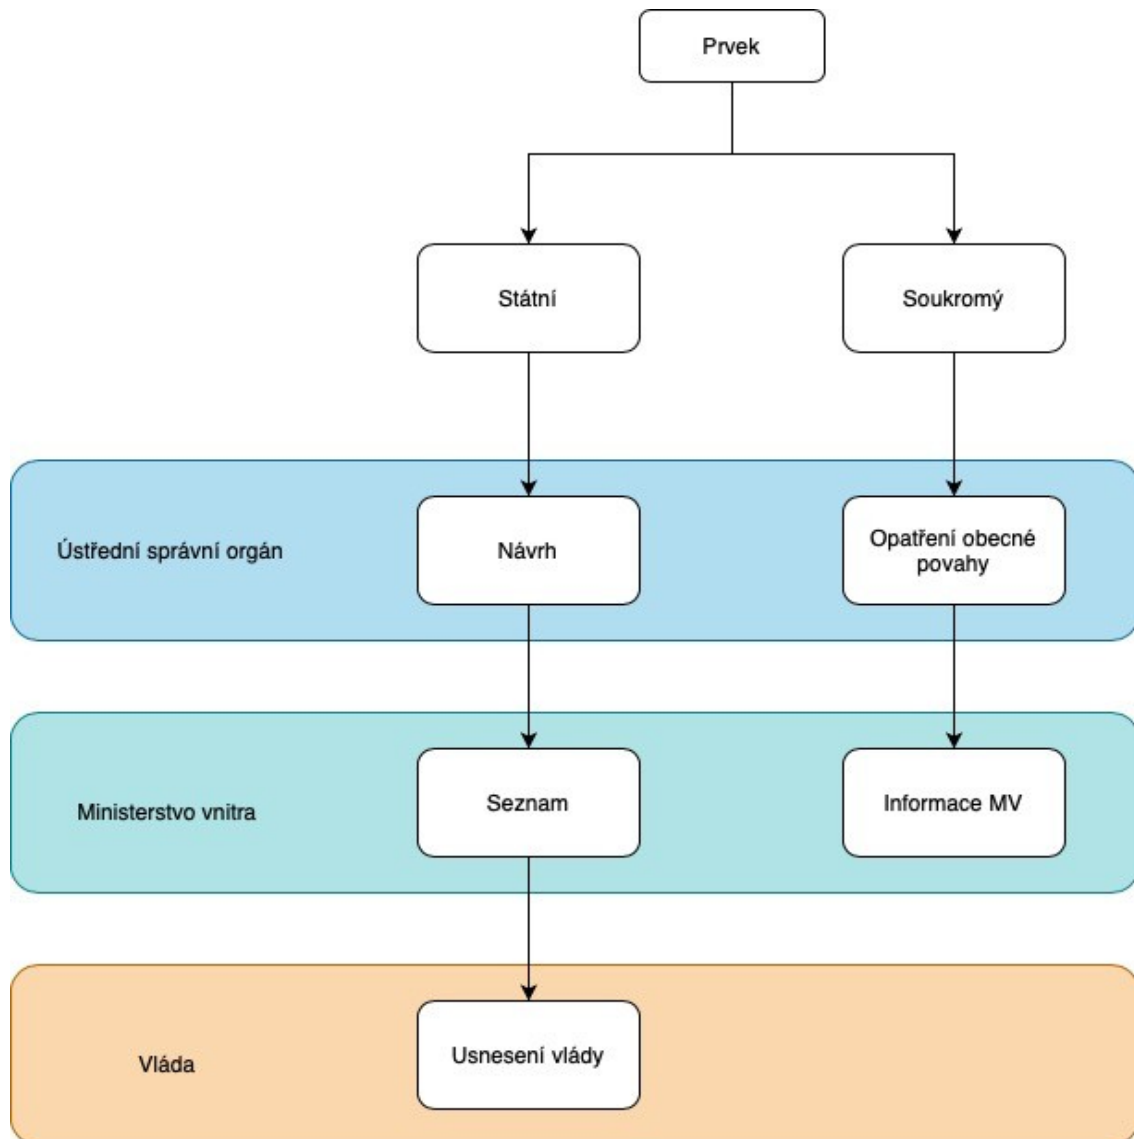 Prvek
Státní
Soukromý
Ústřední správní orgán
Návrh
Opatření obecné
povahy
Ministerstvo vnitra
Seznam
Informace MV
Vláda
Usnesení vlády